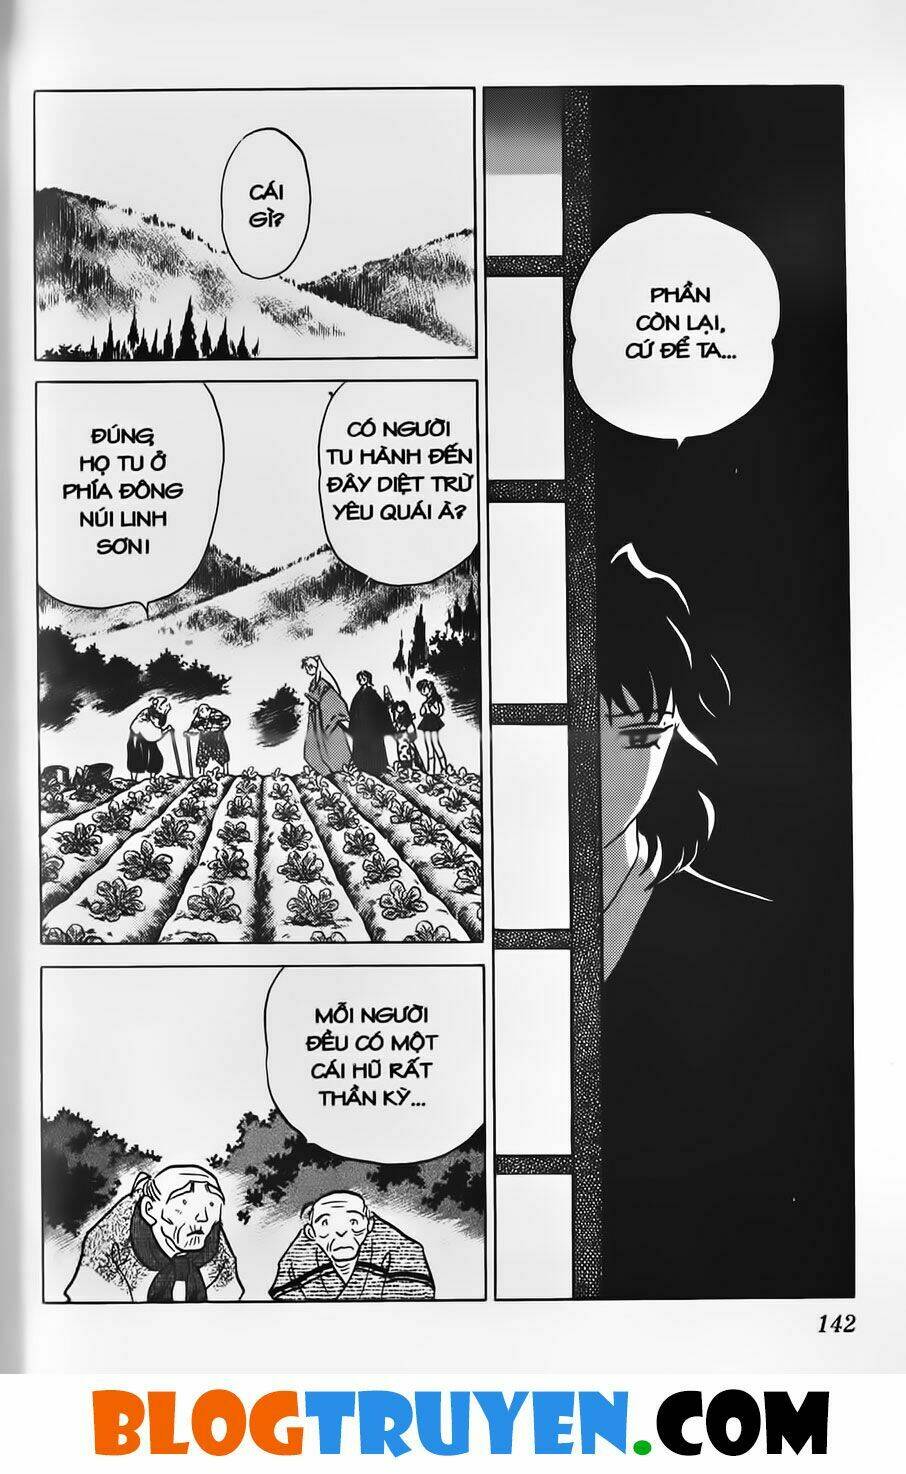 PHẦN
CÒN LẠI,
CỨ ĐỂ TA...
CÁI
GÌ?
CÓ NGƯỜI
TU HÀNH ĐẾN
ĐÂY DIỆT TRỪ
YÊU QUÁI À?
ĐÚNG,
HỌ TU Ở
PHÍA ĐÔNG
NÚI LINH
SƠN!
MỖI NGƯỜI
ĐỀU CÓ MỘT
CÁI HŨ RẤT
THẦN KỲ...
142
BLOGTRUYEN.COM